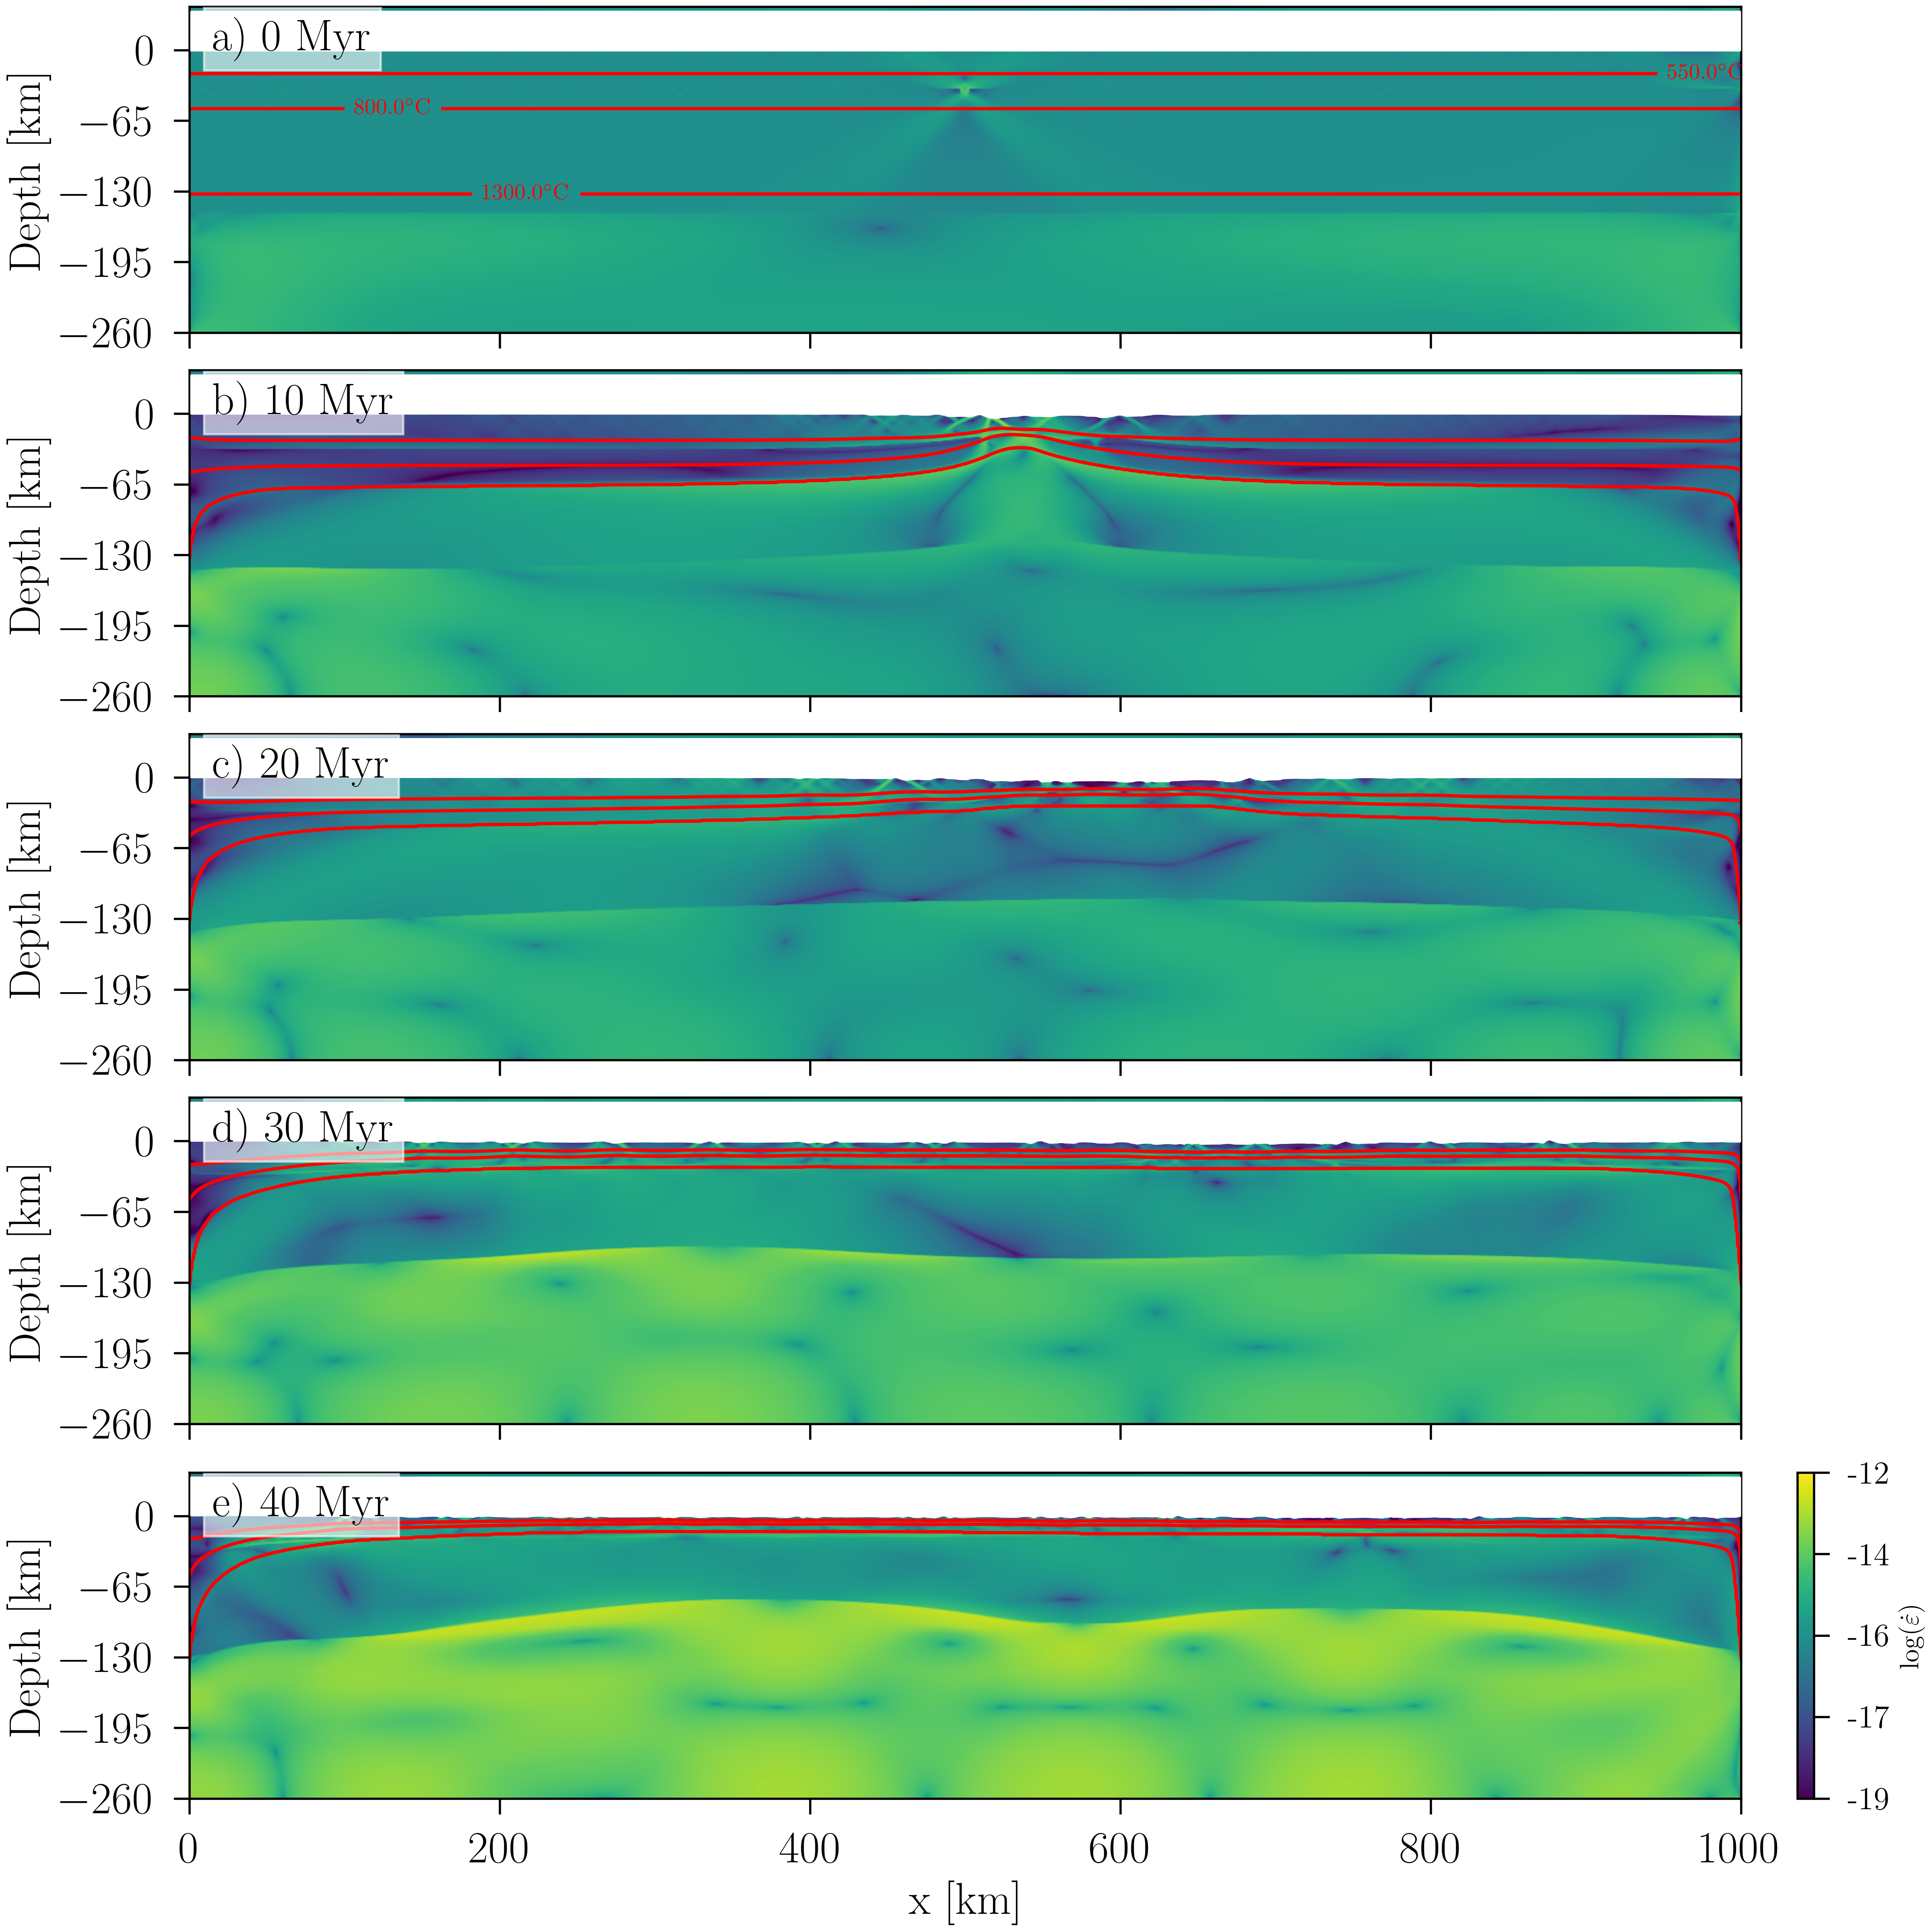 a) 0 Myr
0
−65
−130
−195
−260
Depth [km]
550.0°C
800.0°C
1300.0°C
b) 10 Myr
0
−65
−130
−195
−260
Depth [km]
c) 20 Myr
0
−65
−130
−195
−260
Depth [km]
d) 30 Myr
0
−65
−130
−195
−260
Depth [km]
e) 40 Myr
0
−65
−130
−195
−260
Depth [km]
0 200 400 600 800 1000
x [km]
-12
-14
-16
-17
-19
log(ε̇)